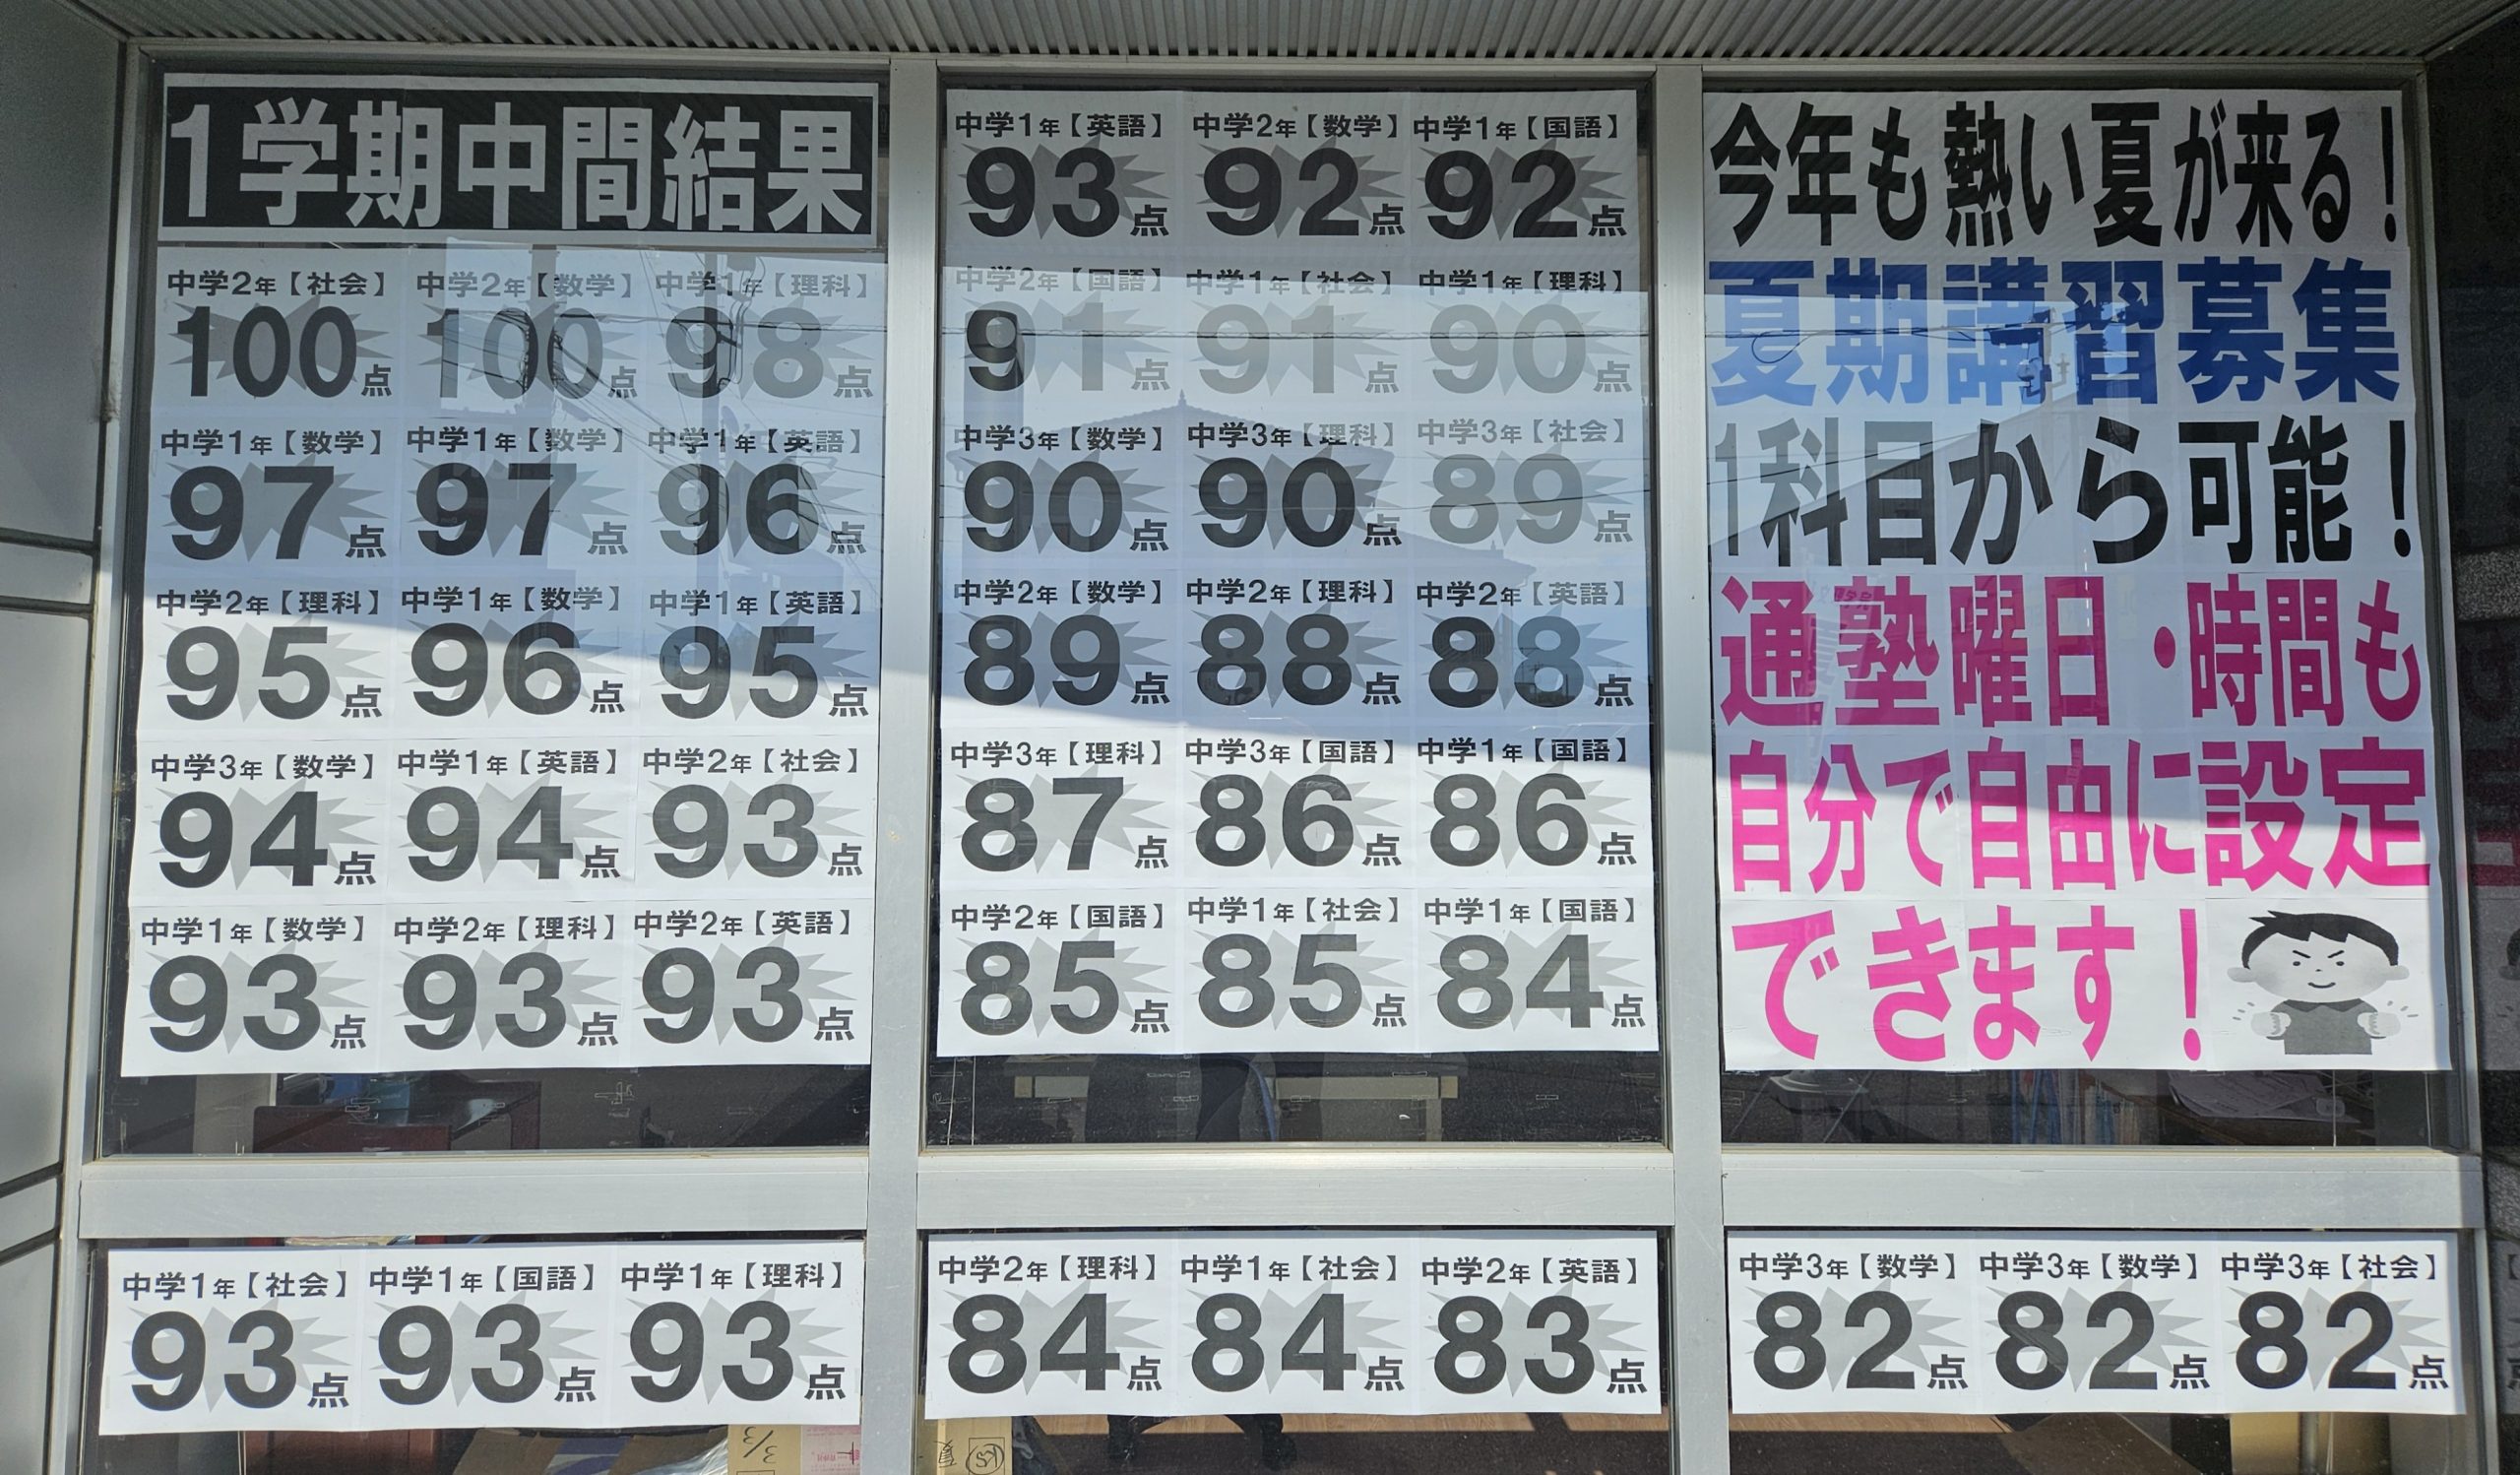 1学期中間結果
中学2年【社会】 中学2年【数学】 中学1年【理科】
100点 100点 98点
中学1年【数学】 中学1年【数学】 中学1年【英語】
97点 97点 96点
中学2年【理科】 中学1年【数学】 中学1年【英語】
95点 96点 95点
中学3年【数学】 中学1年【英語】 中学2年【社会】
94点 94点 93点
中学1年【数学】 中学2年【理科】 中学2年【英語】
93点 93点 93点
中学1年【社会】 中学1年【国語】 中学1年【理科】
93点 93点 93点
中学1年【英語】 中学2年【数学】 中学1年【国語】
93点 92点 92点
中学2年【国語】 中学1年【社会】 中学1年【理科】
91点 91点 90点
中学3年【数学】 中学3年【理科】 中学3年【社会】
90点 90点 89点
中学2年【数学】 中学2年【理科】 中学2年【英語】
89点 88点 88点
中学3年【理科】 中学3年【国語】 中学1年【国語】
87点 86点 86点
中学2年【国語】 中学1年【社会】 中学1年【国語】
85点 85点 84点
中学2年【理科】 中学1年【社会】 中学2年【英語】
84点 84点 83点
今年も熱い夏が来る!
夏期講習募集
1科目から可能!
通塾曜日・時間も
自分で自由に設定
できます!
中学3年【数学】 中学3年【数学】 中学3年【社会】
82点 82点 82点
3/3
夏